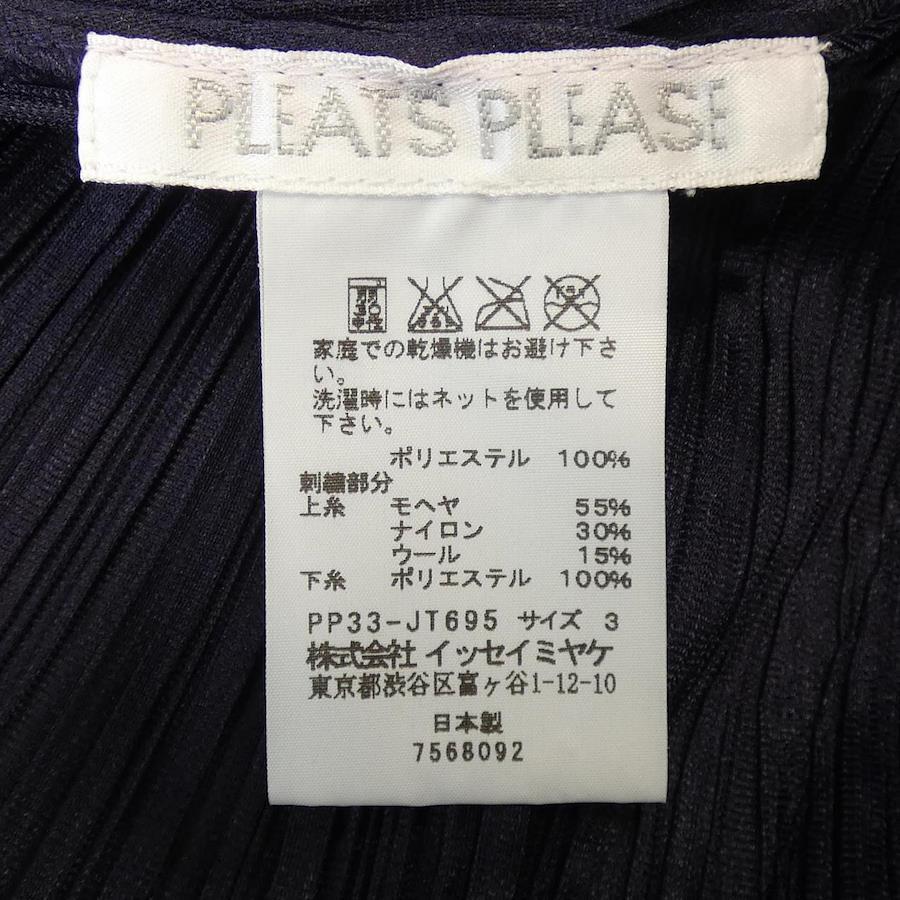 PLEATS PLEASE
弱
30
中性
家庭での乾燥機はお避け下さ
い。
洗濯時にはネットを使用して
下さい。
ポリエステル 100%
刺繍部分
上糸 モヘヤ 55%
ナイロン 30%
ウール 15%
下糸 ポリエステル 100%
PP33-JT695 サイズ 3
株式会社 イッセイミヤケ
東京都渋谷区富ヶ谷1-12-10
日本製
7568092